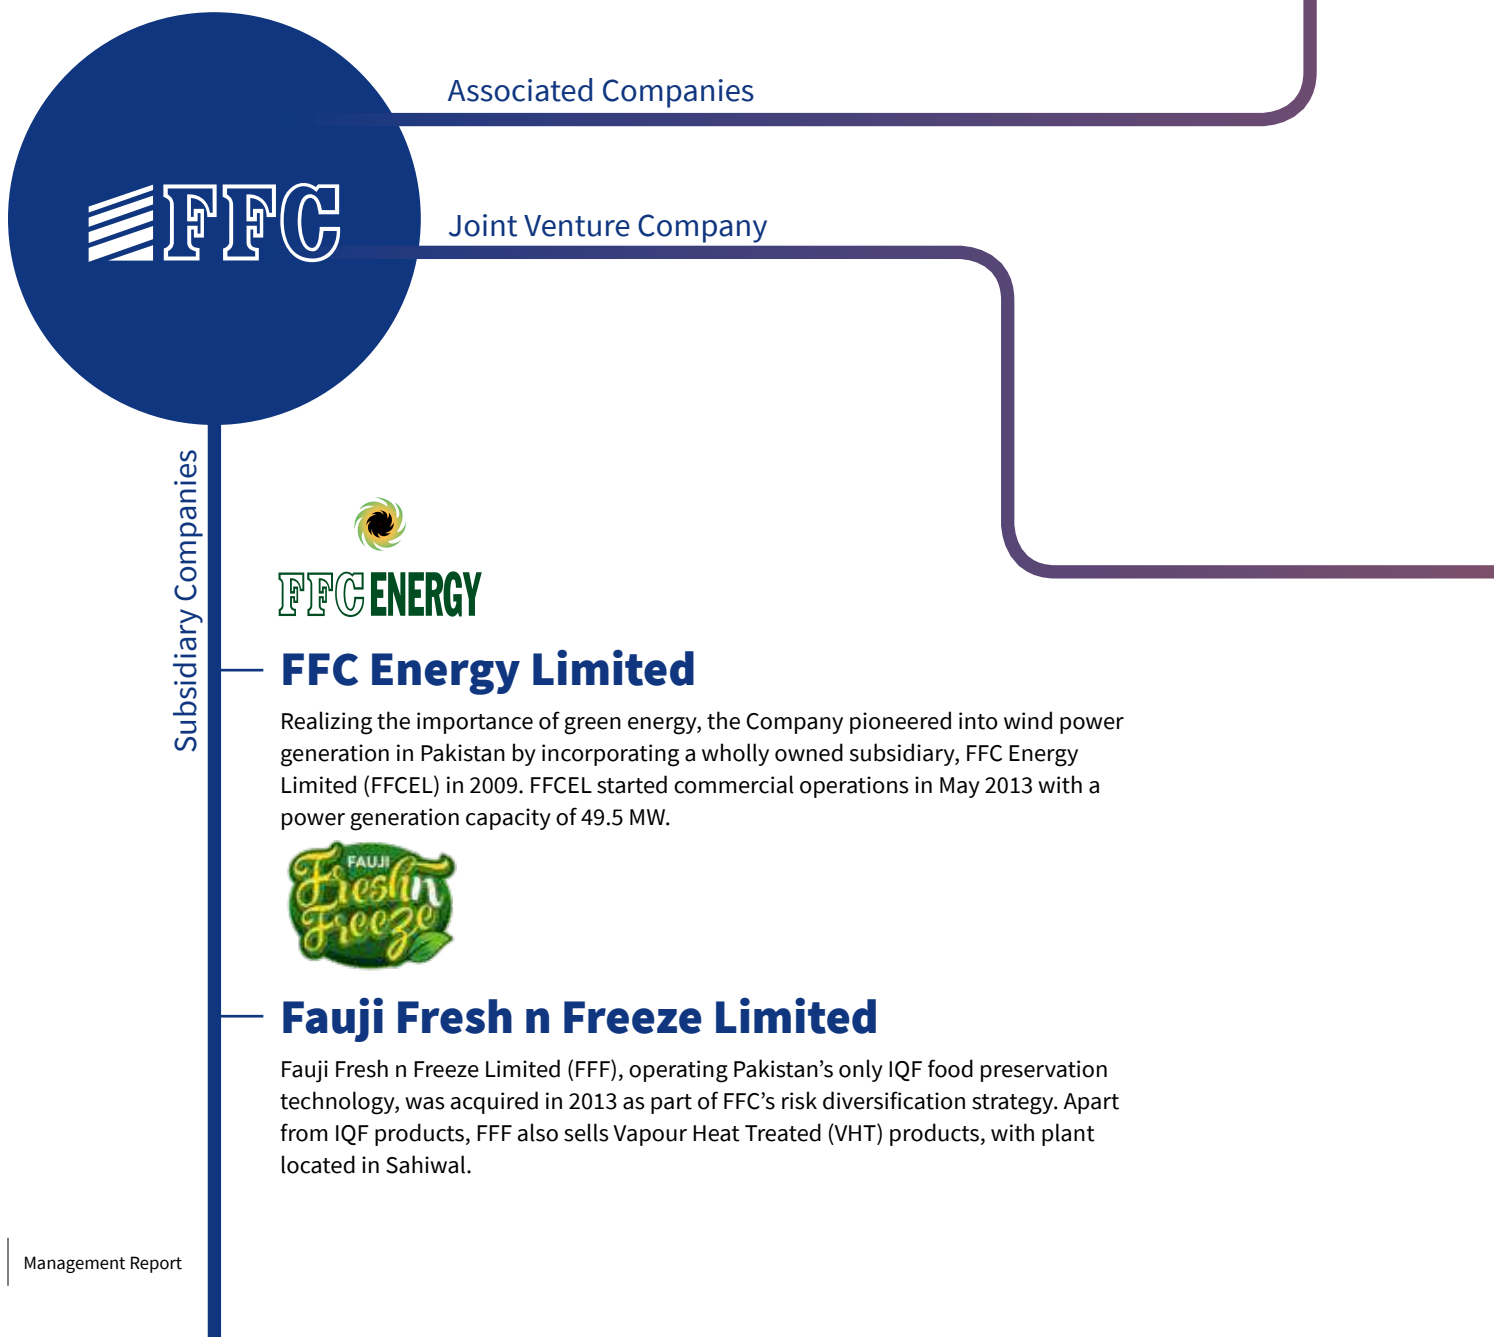 Associated Companies
FFC
Joint Venture Company
Subsidiary Companies
FFC ENERGY
FFC Energy Limited
Realizing the importance of green energy, the Company pioneered into wind power
generation in Pakistan by incorporating a wholly owned subsidiary, FFC Energy
Limited (FFCEL) in 2009. FFCEL started commercial operations in May 2013 with a
power generation capacity of 49.5 MW.
FAUJI
Fresh n
Freeze
Fauji Fresh n Freeze Limited
Fauji Fresh n Freeze Limited (FFF), operating Pakistan’s only IQF food preservation
technology, was acquired in 2013 as part of FFC’s risk diversification strategy. Apart
from IQF products, FFF also sells Vapour Heat Treated (VHT) products, with plant
located in Sahiwal.
Management Report